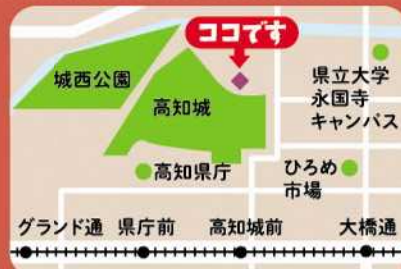 ココです
城西公園
高知城
県立大学
永国寺
キャンパス
高知県庁
ひろめ
市場
グランド通
県庁前
高知城前
大橋通